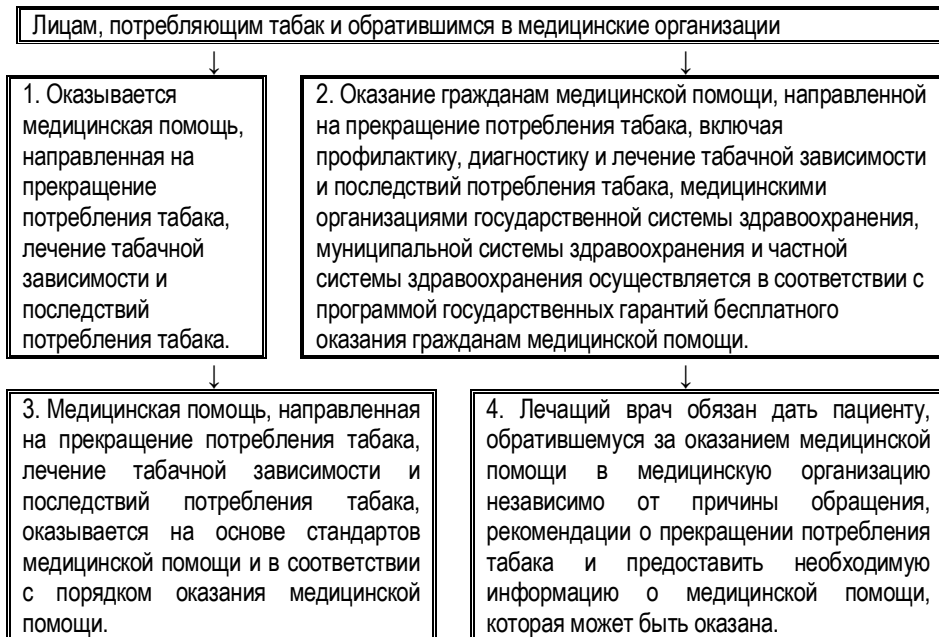 Лицам, потребляющим табак и обратившимся в медицинские организации
↓
↓
1. Оказывается
медицинская помощь,
направленная на
прекращение
потребления табака,
лечение табачной
зависимости и
последствий
потребления табака.
2. Оказание гражданам медицинской помощи, направленной
на прекращение потребления табака, включая
профилактику, диагностику и лечение табачной зависимости
и последствий потребления табака, медицинскими
организациями государственной системы здравоохранения,
муниципальной системы здравоохранения и частной
системы здравоохранения осуществляется в соответствии с
программой государственных гарантий бесплатного
оказания гражданам медицинской помощи.
↓
↓
3. Медицинская помощь, направленная
на прекращение потребления табака,
лечение табачной зависимости и
последствий потребления табака,
оказывается на основе стандартов
медицинской помощи и в соответствии
с порядком оказания медицинской
помощи.
4. Лечащий врач обязан дать пациенту,
обратившемуся за оказанием медицинской
помощи в медицинскую организацию
независимо от причины обращения,
рекомендации о прекращении потребления
табака и предоставить необходимую
информацию о медицинской помощи,
которая может быть оказана.